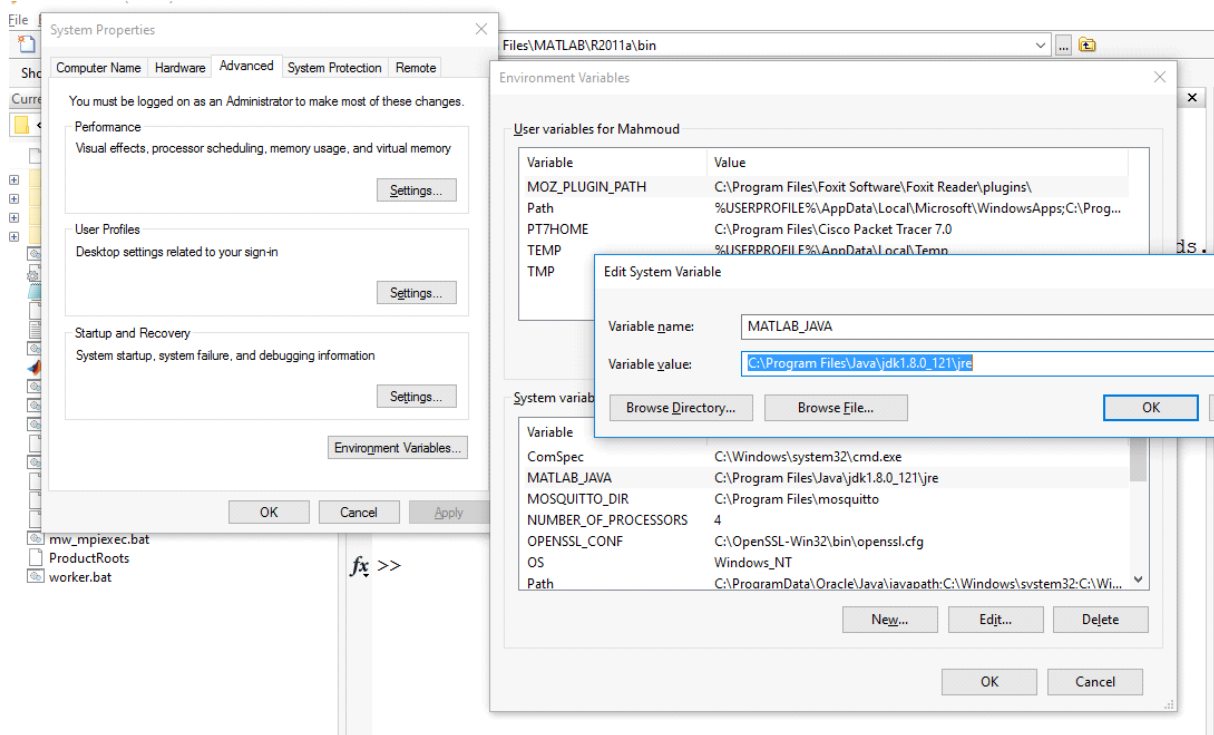 File
System Properties
Files\MATLAB\R2011a\bin
...
Sho
Computer Name Hardware Advanced System Protection Remote
Environment Variables
Curre
You must be logged on as an Administrator to make most of these changes.
Performance
Visual effects, processor scheduling, memory usage, and virtual memory
Settings...
User Profiles
Desktop settings related to your sign-in
Settings...
Startup and Recovery
System startup, system failure, and debugging information
Settings...
Environment Variables...
OK Cancel Apply
User variables for Mahmoud
Variable Value
MOZ_PLUGIN_PATH C:\Program Files\Foxit Software\Foxit Reader\plugins\
Path %USERPROFILE%\AppData\Local\Microsoft\WindowsApps;C:\Prog...
PT7HOME C:\Program Files\Cisco Packet Tracer 7.0
TEMP %USERPROFILE%\AppData\Local\Temp
TMP
ds.
Edit System Variable
Variable name: MATLAB_JAVA
Variable value: C:\Program Files\Java\jdk1.8.0_121\jre
Browse Directory... Browse File... OK
System variab
Variable
ComSpec C:\Windows\system32\cmd.exe
MATLAB_JAVA C:\Program Files\Java\jdk1.8.0_121\jre
MOSQUITTO_DIR C:\Program Files\mosquitto
NUMBER_OF_PROCESSORS 4
OPENSSL_CONF C:\OpenSSL-Win32\bin\openssl.cfg
OS Windows_NT
Path C:\ProgramData\Oracle\Java\javapath;C:\Windows\system32;C:\Wi...
New... Edit... Delete
OK Cancel
mw_mpiexec.bat
ProductRoots
worker.bat
fx >>